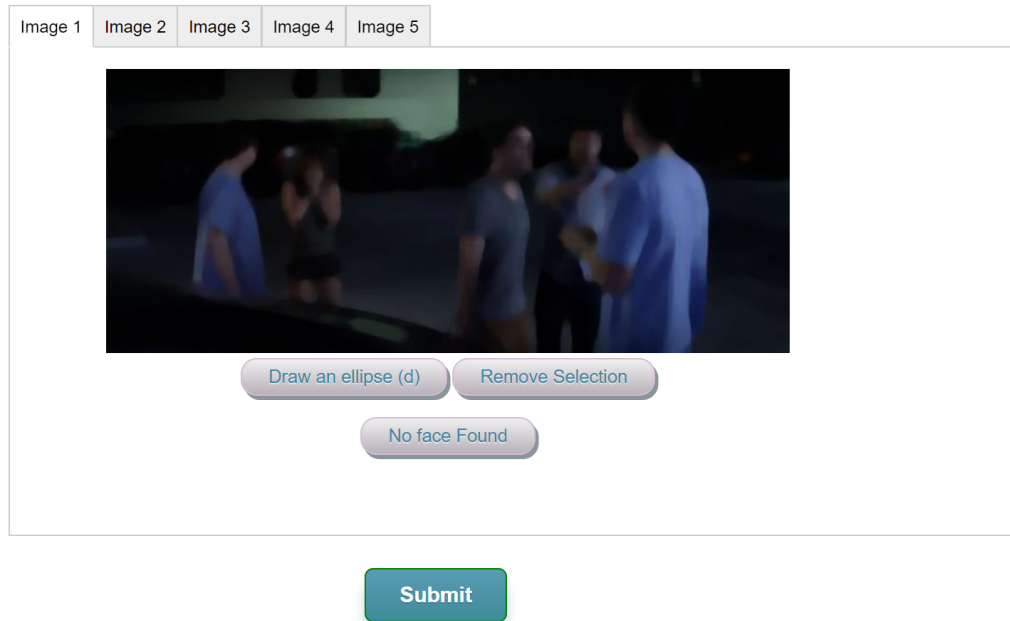 Image 1 Image 2 Image 3 Image 4 Image 5
Draw an ellipse (d) Remove Selection
No face Found
Submit